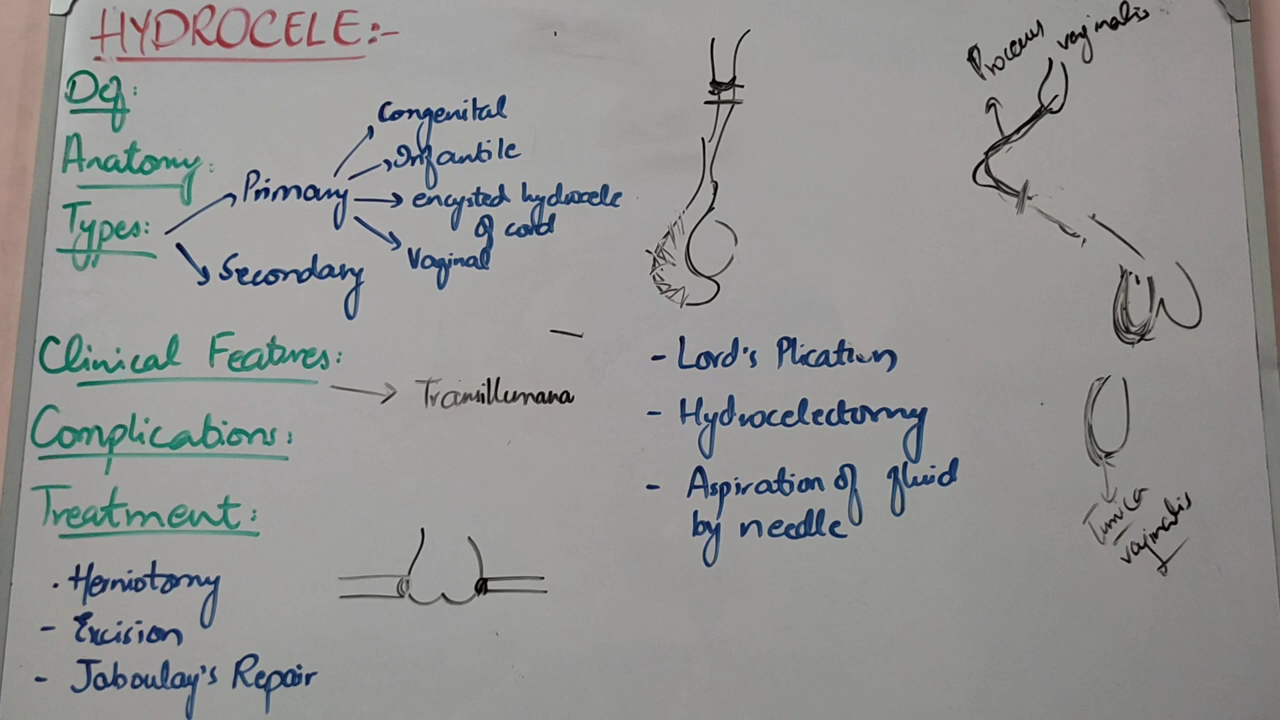 HYDROCELE:-
Def:
Anatomy:
Types:
Primary
Congenital
Infantile
encysted hydrocele
of cord
Vaginal
Secondary
Clinical Features:
Transillumana
Complications:
Treatment:
. Herniotomy
- Excision
- Jaboulay's Repair
- Lord's Plication
- Hydrocelectomy
- Aspiration of fluid
by needle
Processus vaginalis
Tunica
vaginalis